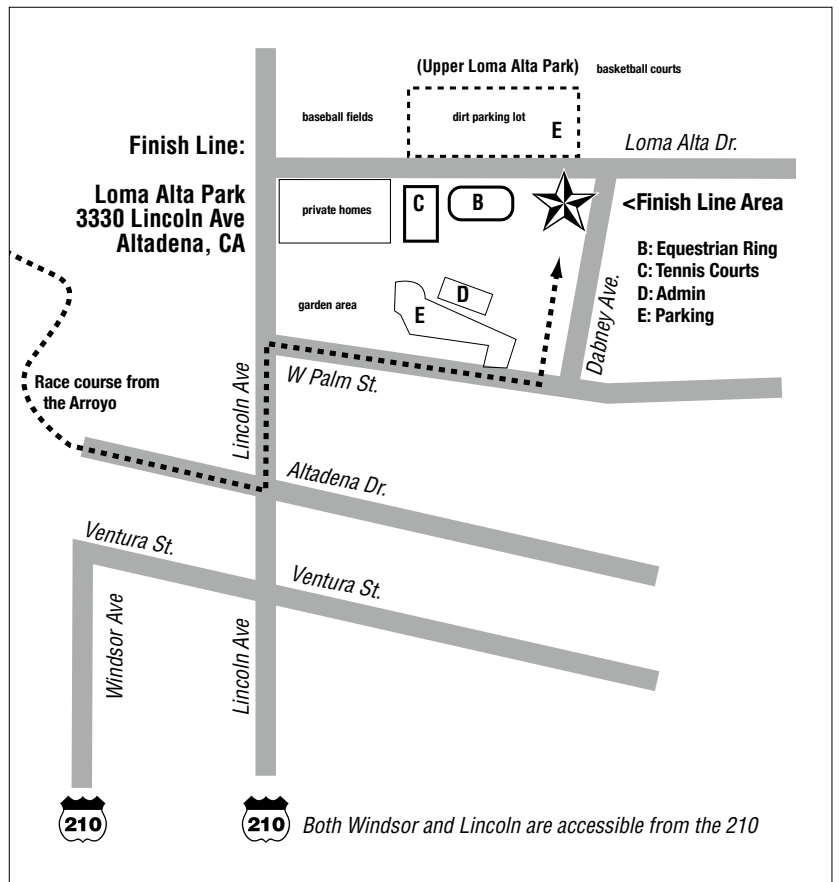 (Upper Loma Alta Park)
basketball courts
baseball fields
dirt parking lot
E
Finish Line:
Loma Alta Dr.
Loma Alta Park
3330 Lincoln Ave
Altadena, CA
private homes
C
B
<Finish Line Area
B: Equestrian Ring
C: Tennis Courts
D: Admin
E: Parking
garden area
E
D
Dabney Ave.
Race course from
the Arroyo
Lincoln Ave
W Palm St.
Altadena Dr.
Ventura St.
Ventura St.
Windsor Ave
Lincoln Ave
210
210
Both Windsor and Lincoln are accessible from the 210